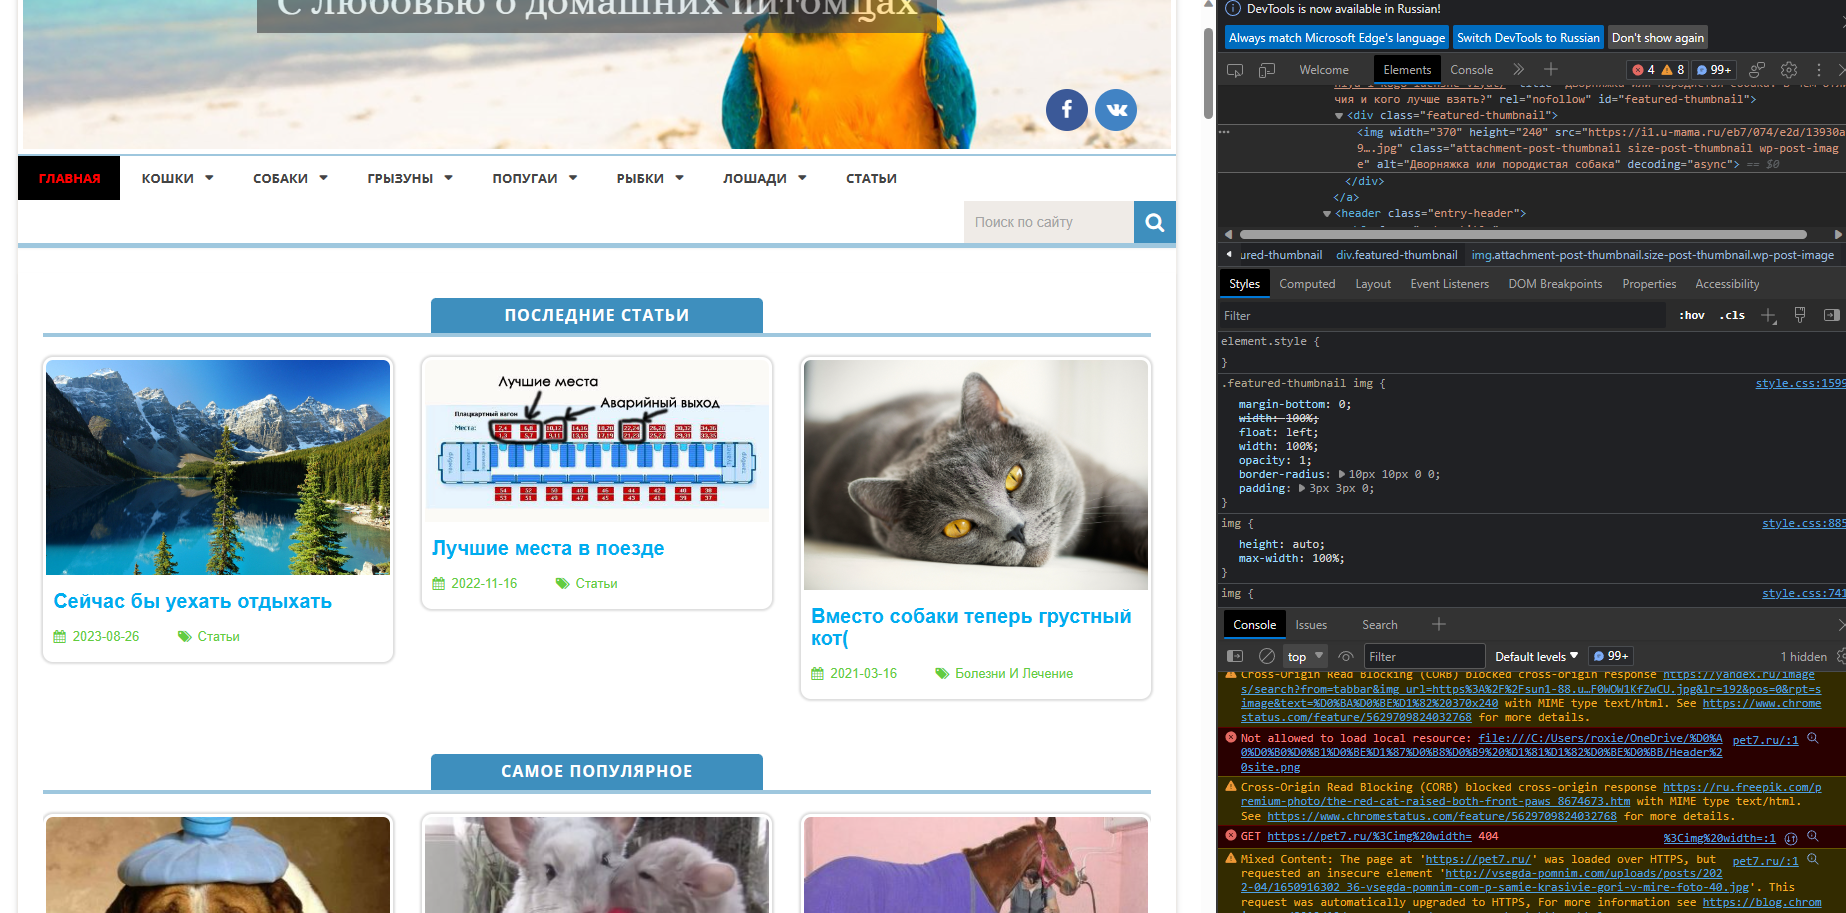 С любовью о домашних питомцах
ГЛАВНАЯ КОШКИ СОБАКИ ГРЫЗУНЫ ПОПУГАИ РЫБКИ ЛОШАДИ СТАТЬИ
Поиск по сайту
ПОСЛЕДНИЕ СТАТЬИ
Сейчас бы уехать отдыхать
2023-08-26 Статьи
Лучшие места
Аварийный выход
Плацкартный вагон
Места:
Лучшие места в поезде
2022-11-16 Статьи
Вместо собаки теперь грустный
кот(
2021-03-16 Болезни И Лечение
САМОЕ ПОПУЛЯРНОЕ
DevTools is now available in Russian!
Always match Microsoft Edge's language Switch DevTools to Russian Don't show again
Welcome Elements Console 4 8 99+
чия и кого лучше взять?" rel="nofollow" id="featured-thumbnail">
<div class="featured-thumbnail">
<img width="370" height="240" src="https://i1.u-mama.ru/eb7/074/e2d/13930a
9….jpg" class="attachment-post-thumbnail size-post-thumbnail wp-post-imag
e" alt="Дворняжка или породистая собака" decoding="async"> == $0
</div>
</a>
<header class="entry-header">
ured-thumbnail div.featured-thumbnail img.attachment-post-thumbnail.size-post-thumbnail.wp-post-image
Styles Computed Layout Event Listeners DOM Breakpoints Properties Accessibility
Filter :hov .cls
element.style {
}
.featured-thumbnail img { style.css:1599
margin-bottom: 0;
width: 100%;
float: left;
width: 100%;
opacity: 1;
border-radius: 10px 10px 0 0;
padding: 3px 3px 0;
}
img { style.css:885
height: auto;
max-width: 100%;
}
img { style.css:741
Console Issues Search
top Filter Default levels 99+ 1 hidden
Cross-Origin Read Blocking (CORB) blocked cross-origin response https://yandex.ru/image
s/search?from=tabbar&img_url=https%3A%2F%2Fsun1-88.u…F0WOW1KfZwCU.jpg&lr=192&pos=0&rpt=s
image&text=%D0%BA%D0%BE%D1%82%20370x240 with MIME type text/html. See https://www.chrome
status.com/feature/5629709824032768 for more details.
Not allowed to load local resource: file:///C:/Users/roxie/OneDrive/%D0%A pet7.ru/:1
0%D0%B0%D0%B1%D0%BE%D1%87%D0%B8%D0%B9%20%D1%81%D1%82%D0%BE%D0%BB/Header%2
0site.png
Cross-Origin Read Blocking (CORB) blocked cross-origin response https://ru.freepik.com/p
remium-photo/the-red-cat-raised-both-front-paws_8674673.htm with MIME type text/html.
See https://www.chromestatus.com/feature/5629709824032768 for more details.
GET https://pet7.ru/%3Cimg%20width= 404 %3Cimg%20width=:1
Mixed Content: The page at 'https://pet7.ru/' was loaded over HTTPS, but pet7.ru/:1
requested an insecure element 'http://vsegda-pomnim.com/uploads/posts/202
2-04/1650916302_36-vsegda-pomnim-com-p-samie-krasivie-gori-v-mire-foto-40.jpg'. This
request was automatically upgraded to HTTPS, For more information see https://blog.chrom